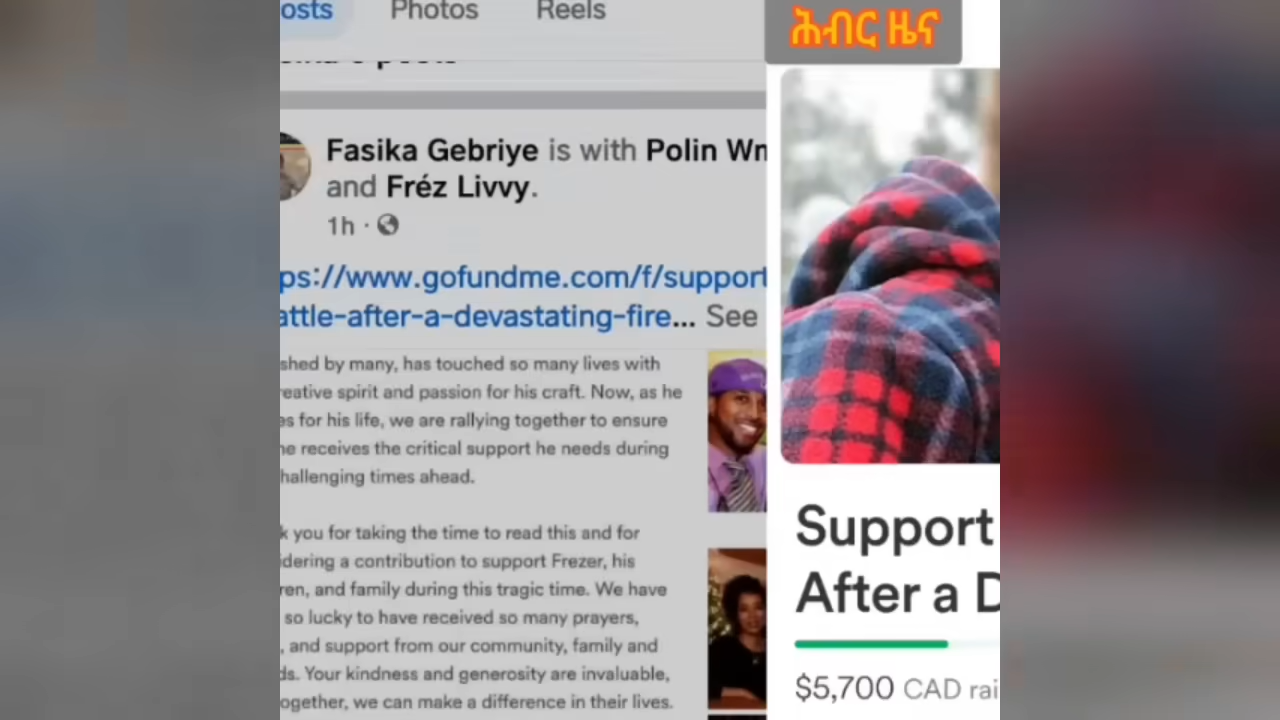 osts Photos Reels
ሕብር ዜና
Fasika Gebriye is with Polin Wn
and Fréz Livvy.
1h ·
ps://www.gofundme.com/f/support
attle-after-a-devastating-fire... See
shed by many, has touched so many lives with
reative spirit and passion for his craft. Now, as he
es for his life, we are rallying together to ensure
he receives the critical support he needs during
hallenging times ahead.
k you for taking the time to read this and for
idering a contribution to support Frezer, his
ren, and family during this tragic time. We have
so lucky to have received so many prayers,
, and support from our community, family and
ds. Your kindness and generosity are invaluable,
ogether, we can make a difference in their lives.
Support
After a D
$5,700 CAD rai